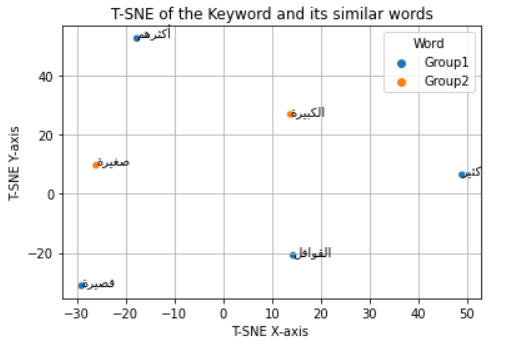 T-SNE of the Keyword and its similar words
أكثرهم
Word
Group1
Group2
40
الكبيرة
20
صغيرة
T-SNE Y-axis
0
كثير
−20
القوافل
قصيرة
−30 −20 −10 0 10 20 30 40 50
T-SNE X-axis